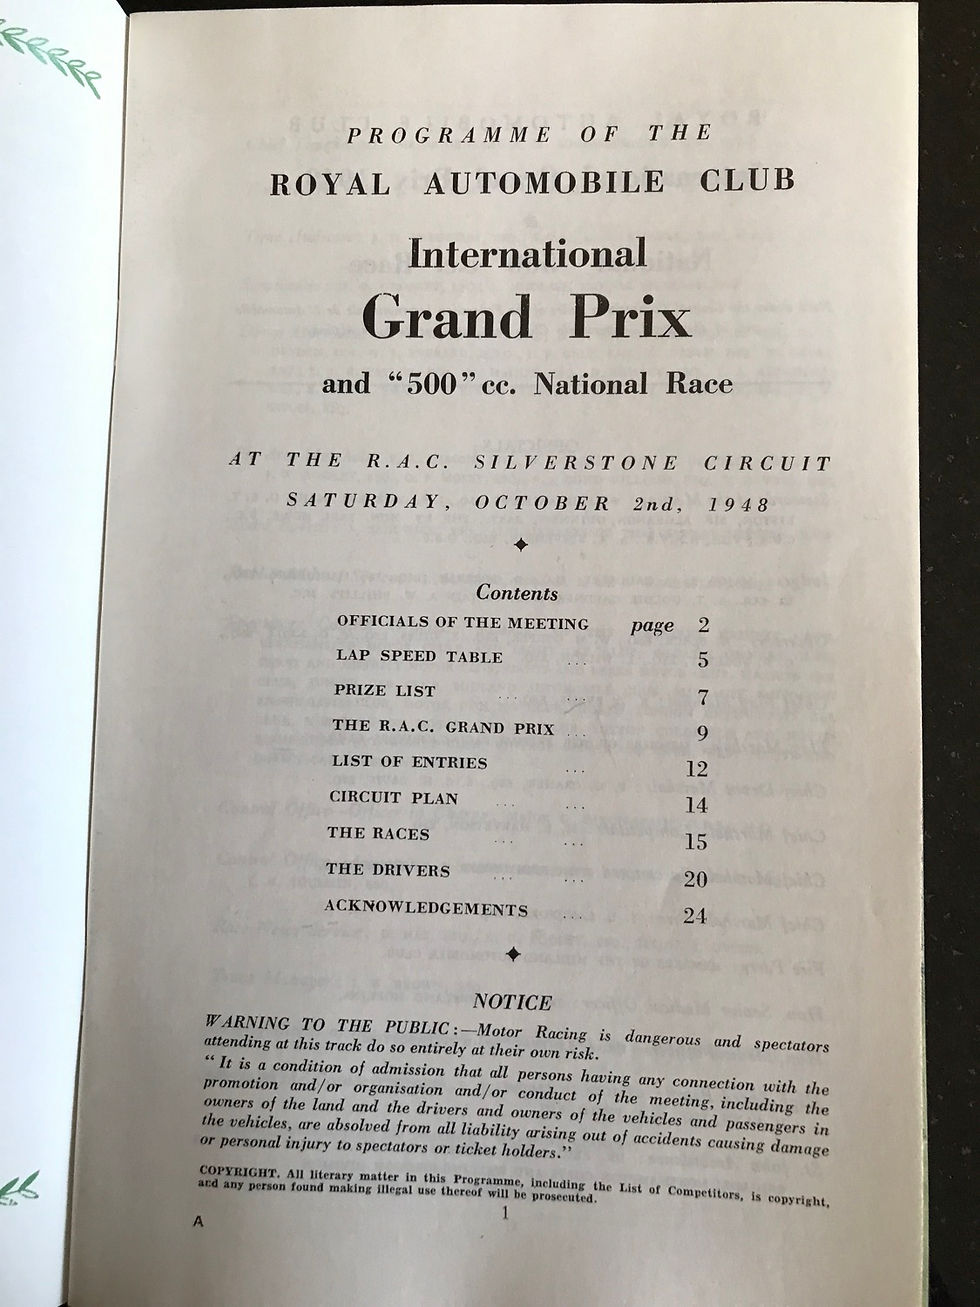 PROGRAMME OF THE
ROYAL AUTOMOBILE CLUB
International
Grand Prix
and “500” cc. National Race
AT THE R.A.C. SILVERSTONE CIRCUIT
SATURDAY, OCTOBER 2nd, 1948
Contents
OFFICIALS OF THE MEETING page 2
LAP SPEED TABLE ... 5
PRIZE LIST ... ... 7
THE R.A.C. GRAND PRIX ... 9
LIST OF ENTRIES ... 12
CIRCUIT PLAN ... ... 14
THE RACES ... ... 15
THE DRIVERS ... ... 20
ACKNOWLEDGEMENTS ... 24
NOTICE
WARNING TO THE PUBLIC :—Motor Racing is dangerous and spectators
attending at this track do so entirely at their own risk.
“ It is a condition of admission that all persons having any connection with the
promotion and/or organisation and/or conduct of the meeting, including the
owners of the land and the drivers and owners of the vehicles and passengers in
the vehicles, are absolved from all liability arising out of accidents causing damage
or personal injury to spectators or ticket holders.”
COPYRIGHT. All literary matter in this Programme, including the List of Competitors, is copyright,
and any person found making illegal use thereof will be prosecuted.
1
A